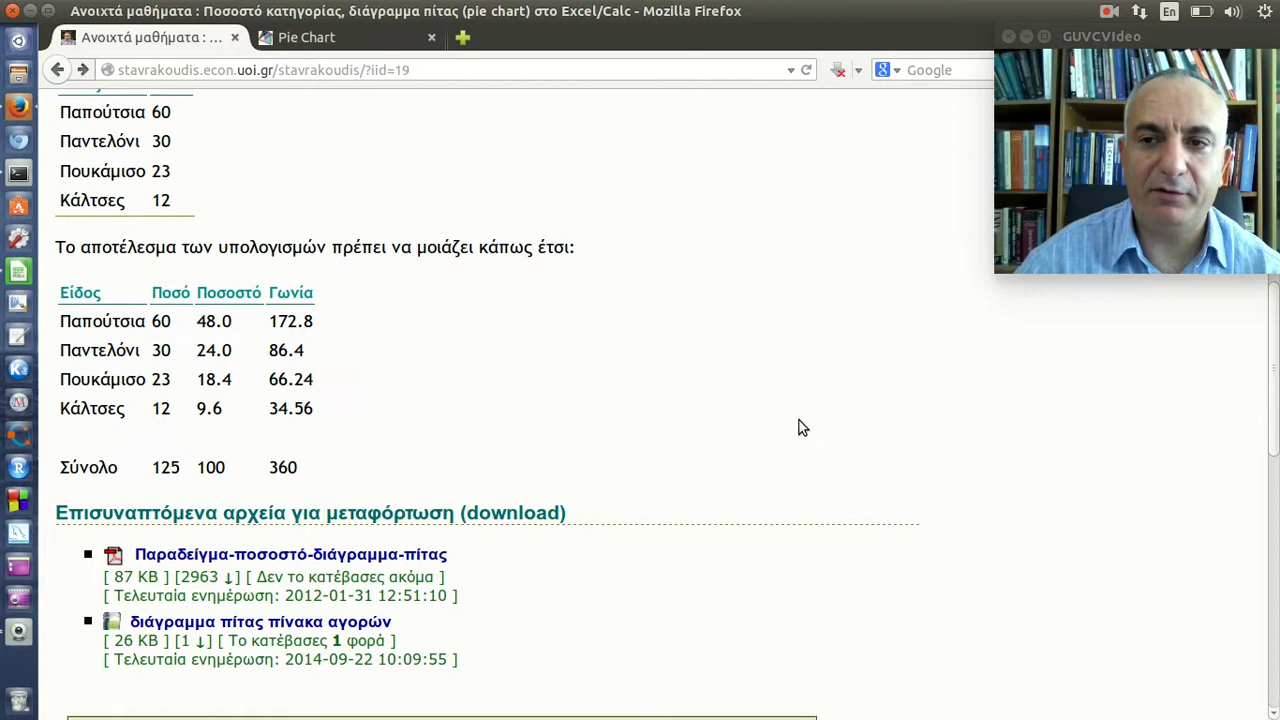 Ανοιχτά μαθήματα : Ποσοστό κατηγορίας, διάγραμμα πίτας (pie chart) στο Excel/Calc - Mozilla Firefox
En
Ανοιχτά μαθήματα : ...
Pie Chart
GUVCVideo
stavrakoudis.econ.uoi.gr/stavrakoudis/?iid=19
Google
Παπούτσια 60
Παντελόνι 30
Πουκάμισο 23
Κάλτσες 12
Το αποτέλεσμα των υπολογισμών πρέπει να μοιάζει κάπως έτσι:
Είδος Ποσό Ποσοστό Γωνία
Παπούτσια 60 48.0 172.8
Παντελόνι 30 24.0 86.4
Πουκάμισο 23 18.4 66.24
Κάλτσες 12 9.6 34.56
Σύνολο 125 100 360
Επισυναπτόμενα αρχεία για μεταφόρτωση (download)
Παραδείγμα-ποσοστό-διάγραμμα-πίτας
[ 87 KB ] [2963 ↓] [ Δεν το κατέβασες ακόμα ]
[ Τελευταία ενημέρωση: 2012-01-31 12:51:10 ]
διάγραμμα πίτας πίνακα αγορών
[ 26 KB ] [1 ↓] [ Το κατέβασες 1 φορά ]
[ Τελευταία ενημέρωση: 2014-09-22 10:09:55 ]